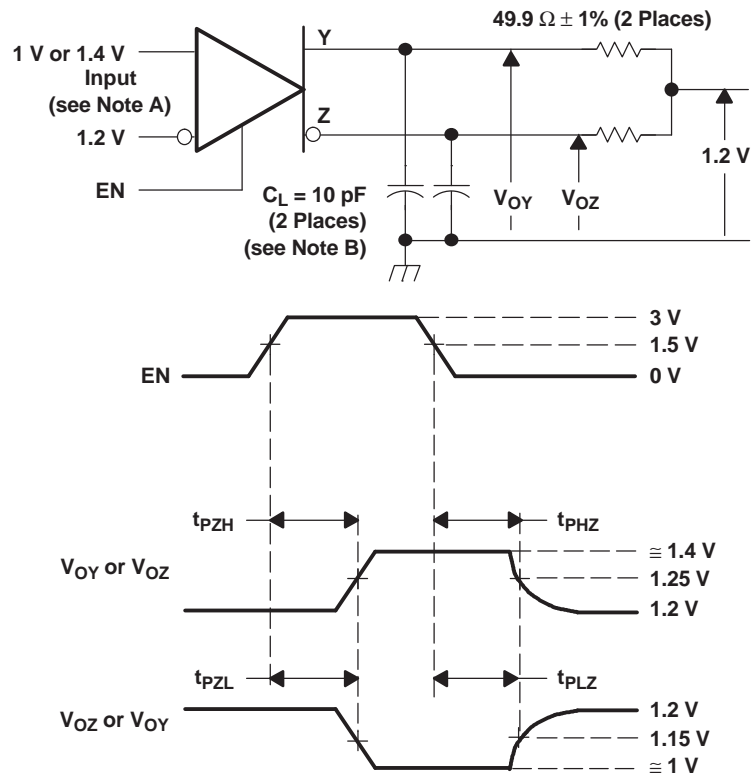 49.9 Ω ± 1% (2 Places)
Y
1 V or 1.4 V
Input
(see Note A)
Z
1.2 V
1.2 V
EN
C_L = 10 pF
(2 Places)
(see Note B)
V_OY
V_OZ
3 V
1.5 V
EN
0 V
t_PZH
t_PHZ
≅ 1.4 V
V_OY or V_OZ
1.25 V
1.2 V
t_PZL
t_PLZ
1.2 V
V_OZ or V_OY
1.15 V
≅ 1 V